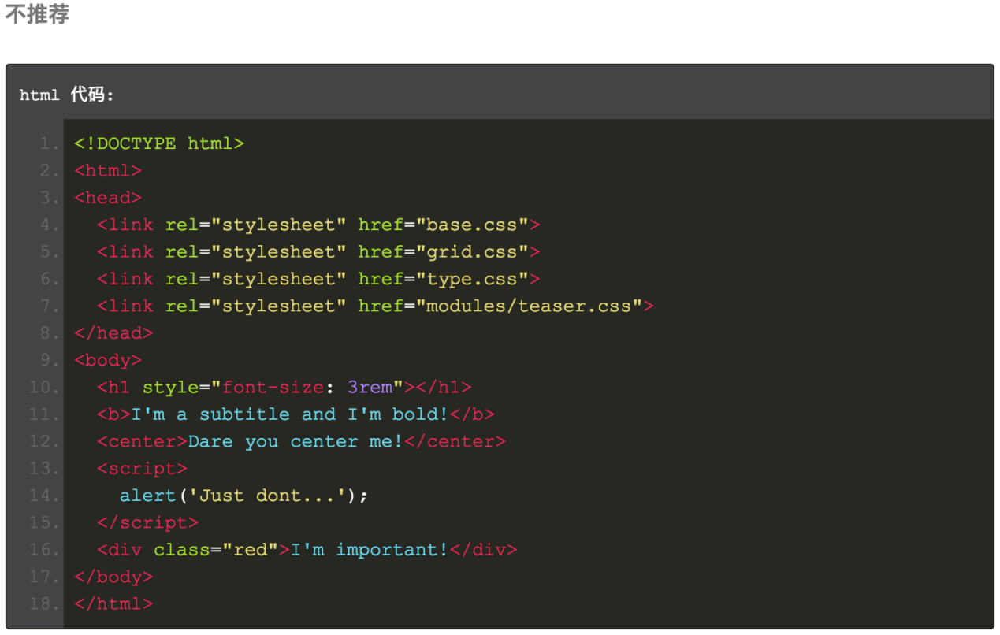 不推荐
html 代码:
1. <!DOCTYPE html>
2. <html>
3. <head>
4.   <link rel="stylesheet" href="base.css">
5.   <link rel="stylesheet" href="grid.css">
6.   <link rel="stylesheet" href="type.css">
7.   <link rel="stylesheet" href="modules/teaser.css">
8. </head>
9. <body>
10.   <h1 style="font-size: 3rem"></h1>
11.   <b>I'm a subtitle and I'm bold!</b>
12.   <center>Dare you center me!</center>
13.   <script>
14.     alert('Just dont...');
15.   </script>
16.   <div class="red">I'm important!</div>
17. </body>
18. </html>